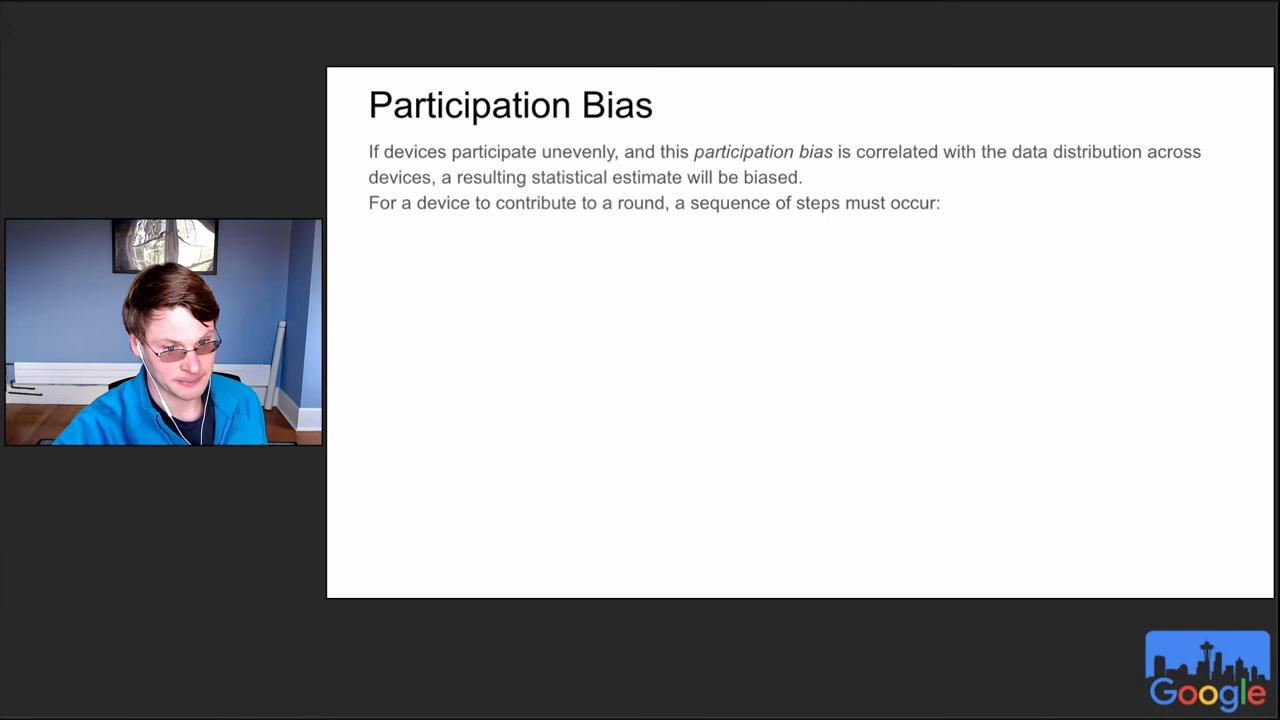 Participation Bias
If devices participate unevenly, and this participation bias is correlated with the data distribution across
devices, a resulting statistical estimate will be biased.
For a device to contribute to a round, a sequence of steps must occur:
Google